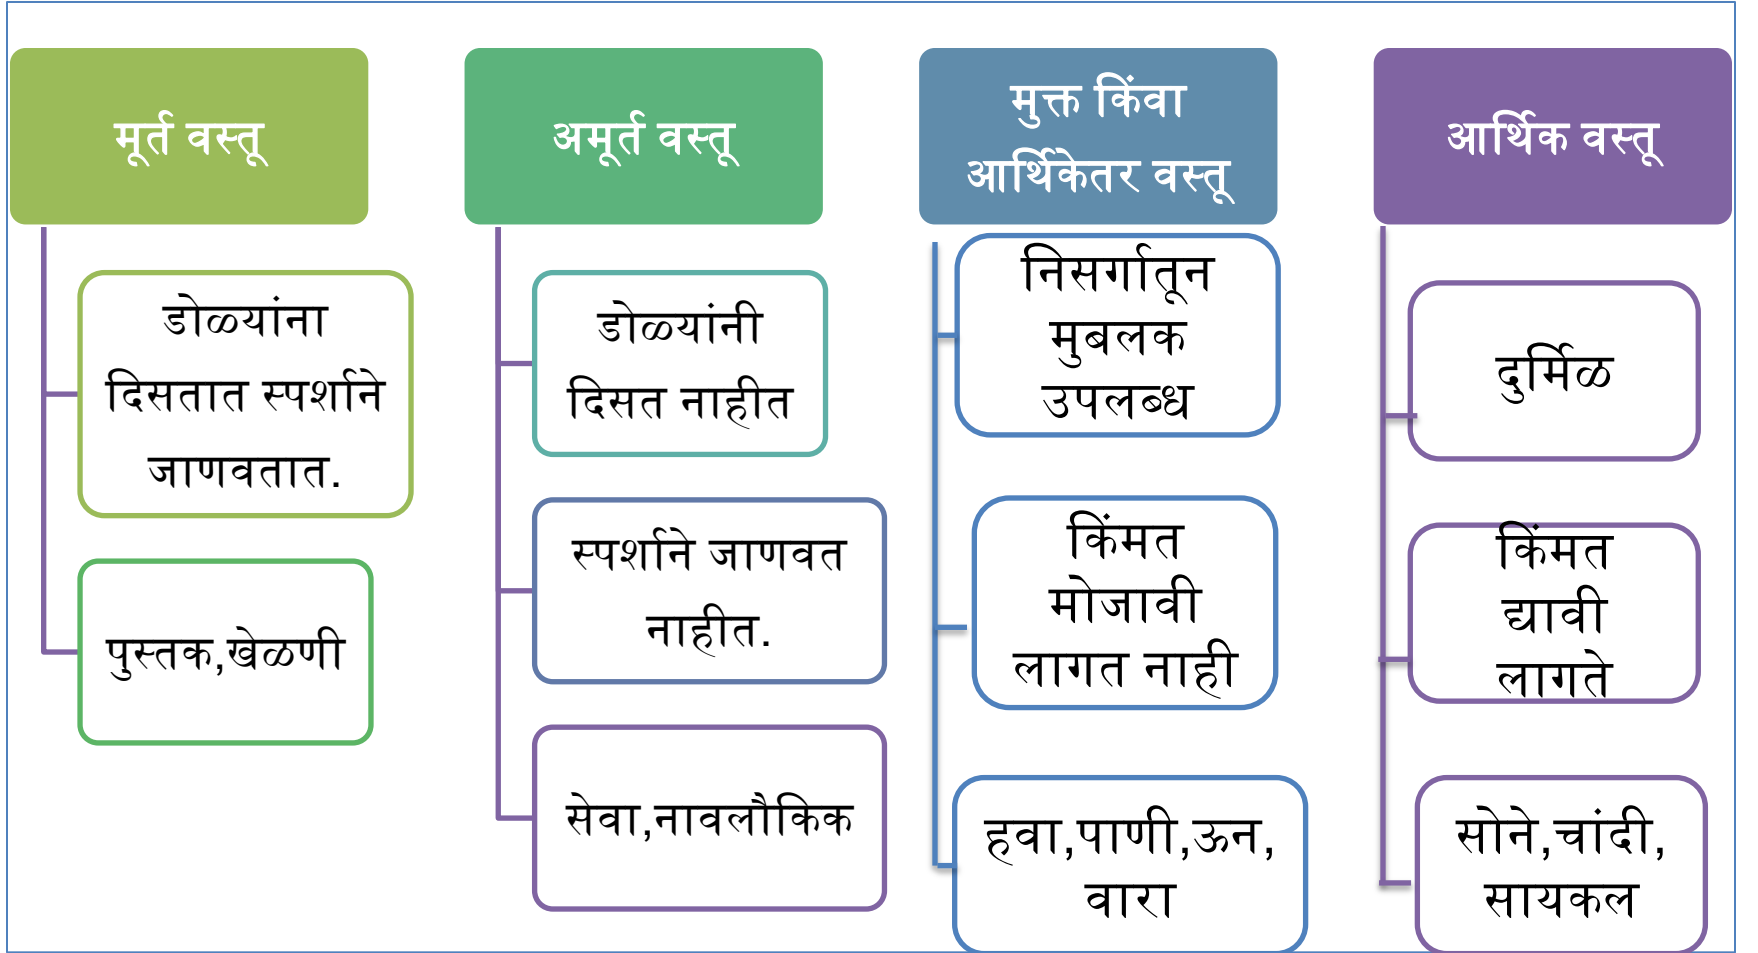 मूर्त वस्तू
डोळ्यांना
दिसतात स्पर्शाने
जाणवतात.
पुस्तक,खेळणी
अमूर्त वस्तू
डोळ्यांनी
दिसत नाहीत
स्पर्शाने जाणवत
नाहीत.
सेवा,नावलौकिक
मुक्त किंवा
आर्थिकेतर वस्तू
निसर्गातून
मुबलक
उपलब्ध
किंमत
मोजावी
लागत नाही
हवा,पाणी,ऊन,
वारा
आर्थिक वस्तू
दुर्मिळ
किंमत
द्यावी
लागते
सोने,चांदी,
सायकल